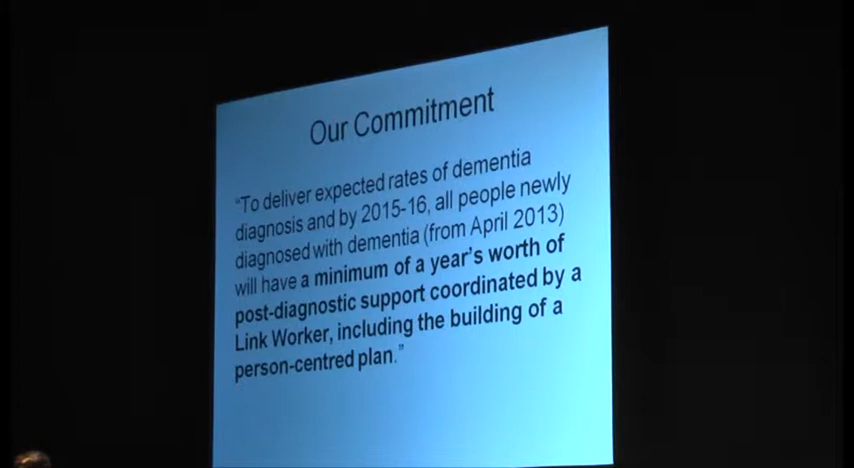 Our Commitment
“To deliver expected rates of dementia
diagnosis and by 2015-16, all people newly
diagnosed with dementia (from April 2013)
will have a minimum of a year’s worth of
post-diagnostic support coordinated by a
Link Worker, including the building of a
person-centred plan.”